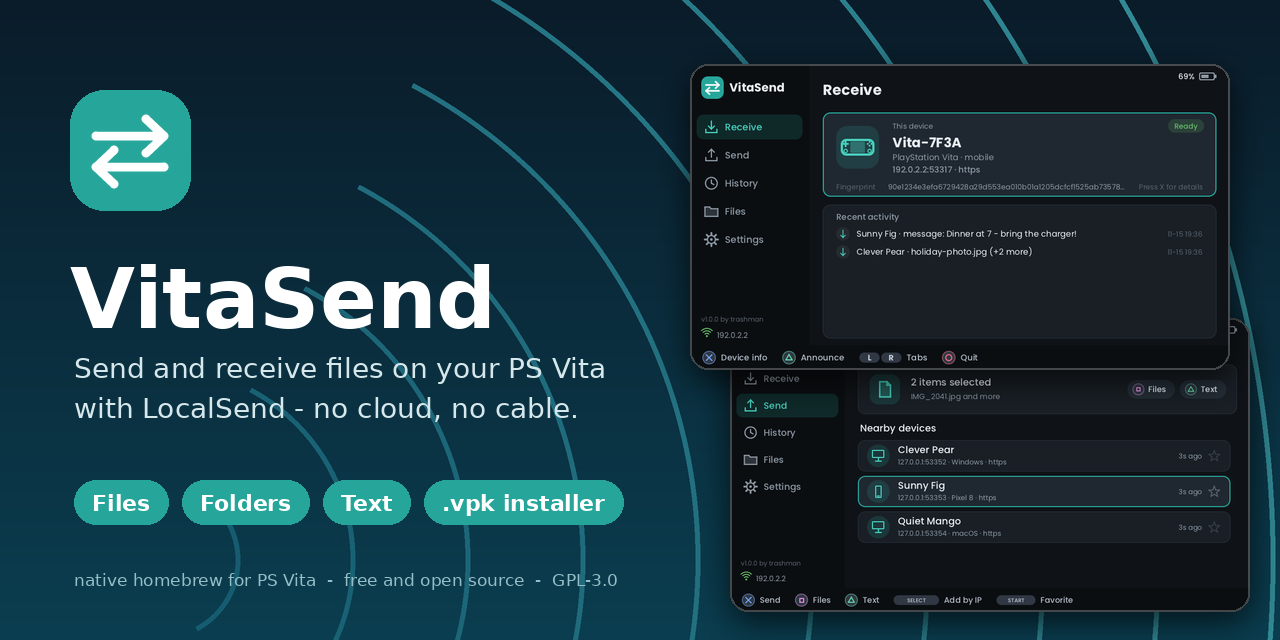 VitaSend
Send and receive files on your PS Vita
with LocalSend - no cloud, no cable.
Files
Folders
Text
.vpk installer
native homebrew for PS Vita - free and open source - GPL-3.0
VitaSend
Receive
Send
History
Files
Settings
v1.0.0 by trashman
192.0.2.2
69%
Receive
This device
Ready
Vita-7F3A
PlayStation Vita · mobile
192.0.2.2:53317 · https
Fingerprint
Press X for details
Recent activity
Sunny Fig · message: Dinner at 7 - bring the charger!
11-15 19:36
Clever Pear · holiday-photo.jpg (+2 more)
11-15 19:36
Device info
Announce
L R Tabs
Quit
Receive
Send
History
Files
Settings
v1.0.0 by trashman
192.0.2.2
2 items selected
IMG_2041.jpg and more
Files
Text
Nearby devices
Clever Pear
127.0.0.1:53352 · Windows · https
3s ago
Sunny Fig
127.0.0.1:53353 · Pixel 8 · https
3s ago
Quiet Mango
127.0.0.1:53354 · macOS · https
3s ago
Send
Files
Text
SELECT Add by IP
START Favorite